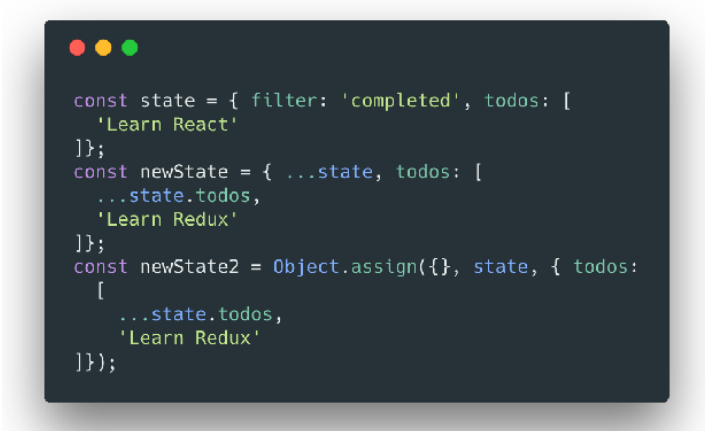 const state = { filter: 'completed', todos: [
  'Learn React'
]};
const newState = { ...state, todos: [
  ...state.todos,
  'Learn Redux'
]};
const newState2 = Object.assign({}, state, { todos:
  [
    ...state.todos,
    'Learn Redux'
]});